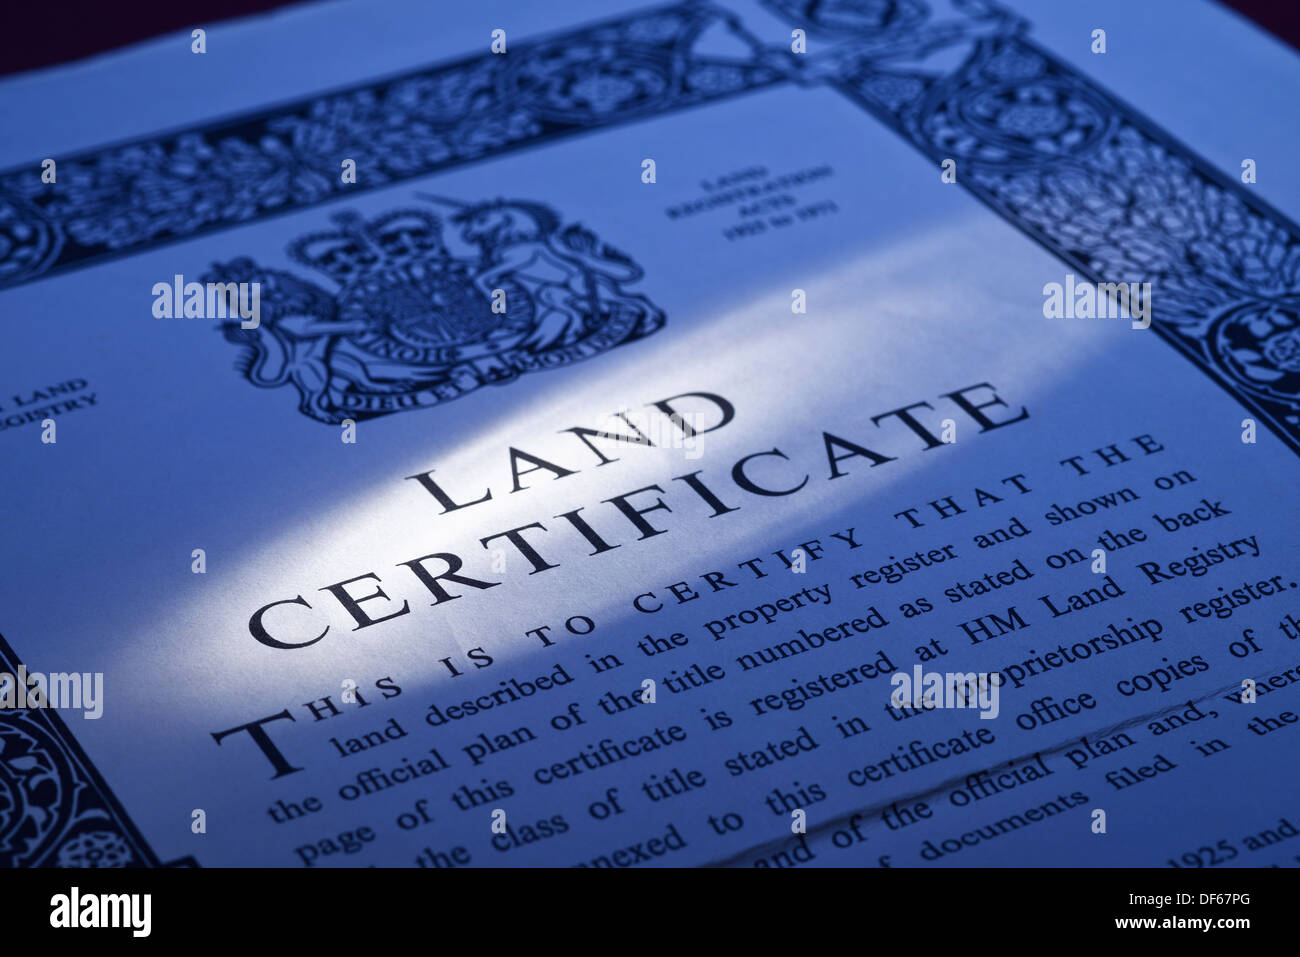 LAND
REGISTRATION
ACTS
1925 to 1971
LAND
REGISTRY
DIEU ET MON
LAND
CERTIFICATE
THIS IS TO CERTIFY THAT THE
land described in the property register and shown on
the official plan of the title numbered as stated on the back
page of this certificate is registered at HM Land Registry
the class of title stated in the proprietorship register.
annexed to this certificate office copies of the
and of the official plan and, where
of documents filed in the
1925 and
alamy
a
Image ID: DF67PG
www.alamy.com